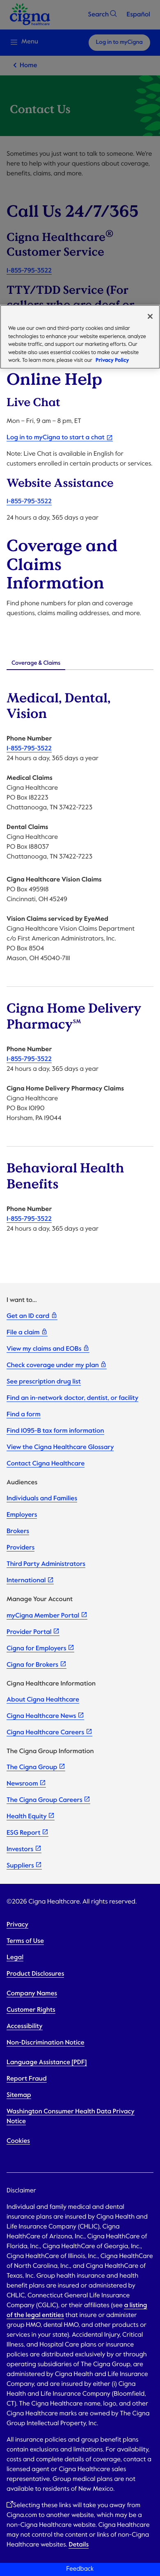 cigna
healthcare
Search
Español
Menu
Log in to myCigna
Home
Contact Us
Sometimes you just want to talk to someone. We're
here to help with questions about coverage,
benefits, claims, and more.
Call Us 24/7/365
Cigna Healthcare®
Customer Service
1-855-795-3522
TTY/TDD Service (For
callers who are deaf or
We use our own and third-party cookies and similar
technologies to enhance your website experience and analyze
website traffic, and support our marketing efforts. Our
website also uses essential cookies to make our website
work. To learn more, please visit our Privacy Policy
Online Help
Live Chat
Mon – Fri, 9 am – 8 pm, ET
Log in to myCigna to start a chat
Note: Live Chat is available in English for
customers enrolled in certain products or services.
Website Assistance
1-855-795-3522
24 hours a day, 365 days a year
Coverage and
Claims
Information
Find phone numbers for plan and coverage
questions, claims mailing addresses, and more.
Coverage & Claims
Medical, Dental,
Vision
Phone Number
1-855-795-3522
24 hours a day, 365 days a year
Medical Claims
Cigna Healthcare
PO Box 182223
Chattanooga, TN 37422-7223
Dental Claims
Cigna Healthcare
PO Box 188037
Chattanooga, TN 37422-7223
Cigna Healthcare Vision Claims
PO Box 495918
Cincinnati, OH 45249
Vision Claims serviced by EyeMed
Cigna Healthcare Vision Claims Department
c/o First American Administrators, Inc.
PO Box 8504
Mason, OH 45040-7111
Cigna Home Delivery
Pharmacy℠
Phone Number
1-855-795-3522
24 hours a day, 365 days a year
Cigna Home Delivery Pharmacy Claims
Cigna Healthcare
PO Box 10190
Horsham, PA 19044
Behavioral Health
Benefits
Phone Number
1-855-795-3522
24 hours a day, 365 days a year
I want to...
Get an ID card
File a claim
View my claims and EOBs
Check coverage under my plan
See prescription drug list
Find an in-network doctor, dentist, or facility
Find a form
Find 1095-B tax form information
View the Cigna Healthcare Glossary
Contact Cigna Healthcare
Audiences
Individuals and Families
Employers
Brokers
Providers
Third Party Administrators
International
Manage Your Account
myCigna Member Portal
Provider Portal
Cigna for Employers
Cigna for Brokers
Cigna Healthcare Information
About Cigna Healthcare
Cigna Healthcare News
Cigna Healthcare Careers
The Cigna Group Information
The Cigna Group
Newsroom
The Cigna Group Careers
Health Equity
ESG Report
Investors
Suppliers
©2026 Cigna Healthcare. All rights reserved.
Privacy
Terms of Use
Legal
Product Disclosures
Company Names
Customer Rights
Accessibility
Non-Discrimination Notice
Language Assistance [PDF]
Report Fraud
Sitemap
Washington Consumer Health Data Privacy
Notice
Cookies
Disclaimer
Individual and family medical and dental
insurance plans are insured by Cigna Health and
Life Insurance Company (CHLIC), Cigna
HealthCare of Arizona, Inc., Cigna HealthCare of
Florida, Inc., Cigna HealthCare of Georgia, Inc.,
Cigna HealthCare of Illinois, Inc., Cigna HealthCare
of North Carolina, Inc., and Cigna HealthCare of
Texas, Inc. Group health insurance and health
benefit plans are insured or administered by
CHLIC, Connecticut General Life Insurance
Company (CGLIC), or their affiliates (see a listing
of the legal entities that insure or administer
group HMO, dental HMO, and other products or
services in your state). Accidental Injury, Critical
Illness, and Hospital Care plans or insurance
policies are distributed exclusively by or through
operating subsidiaries of The Cigna Group, are
administered by Cigna Health and Life Insurance
Company, and are insured by either (i) Cigna
Health and Life Insurance Company (Bloomfield,
CT). The Cigna Healthcare name, logo, and other
Cigna Healthcare marks are owned by The Cigna
Group Intellectual Property, Inc.
All insurance policies and group benefit plans
contain exclusions and limitations. For availability,
costs and complete details of coverage, contact a
licensed agent or Cigna Healthcare sales
representative. Group medical plans are not
available to residents of New Mexico.
Selecting these links will take you away from
Cigna.com to another website, which may be a
non-Cigna Healthcare website. Cigna Healthcare
may not control the content or links of non-Cigna
Healthcare websites. Details
Feedback